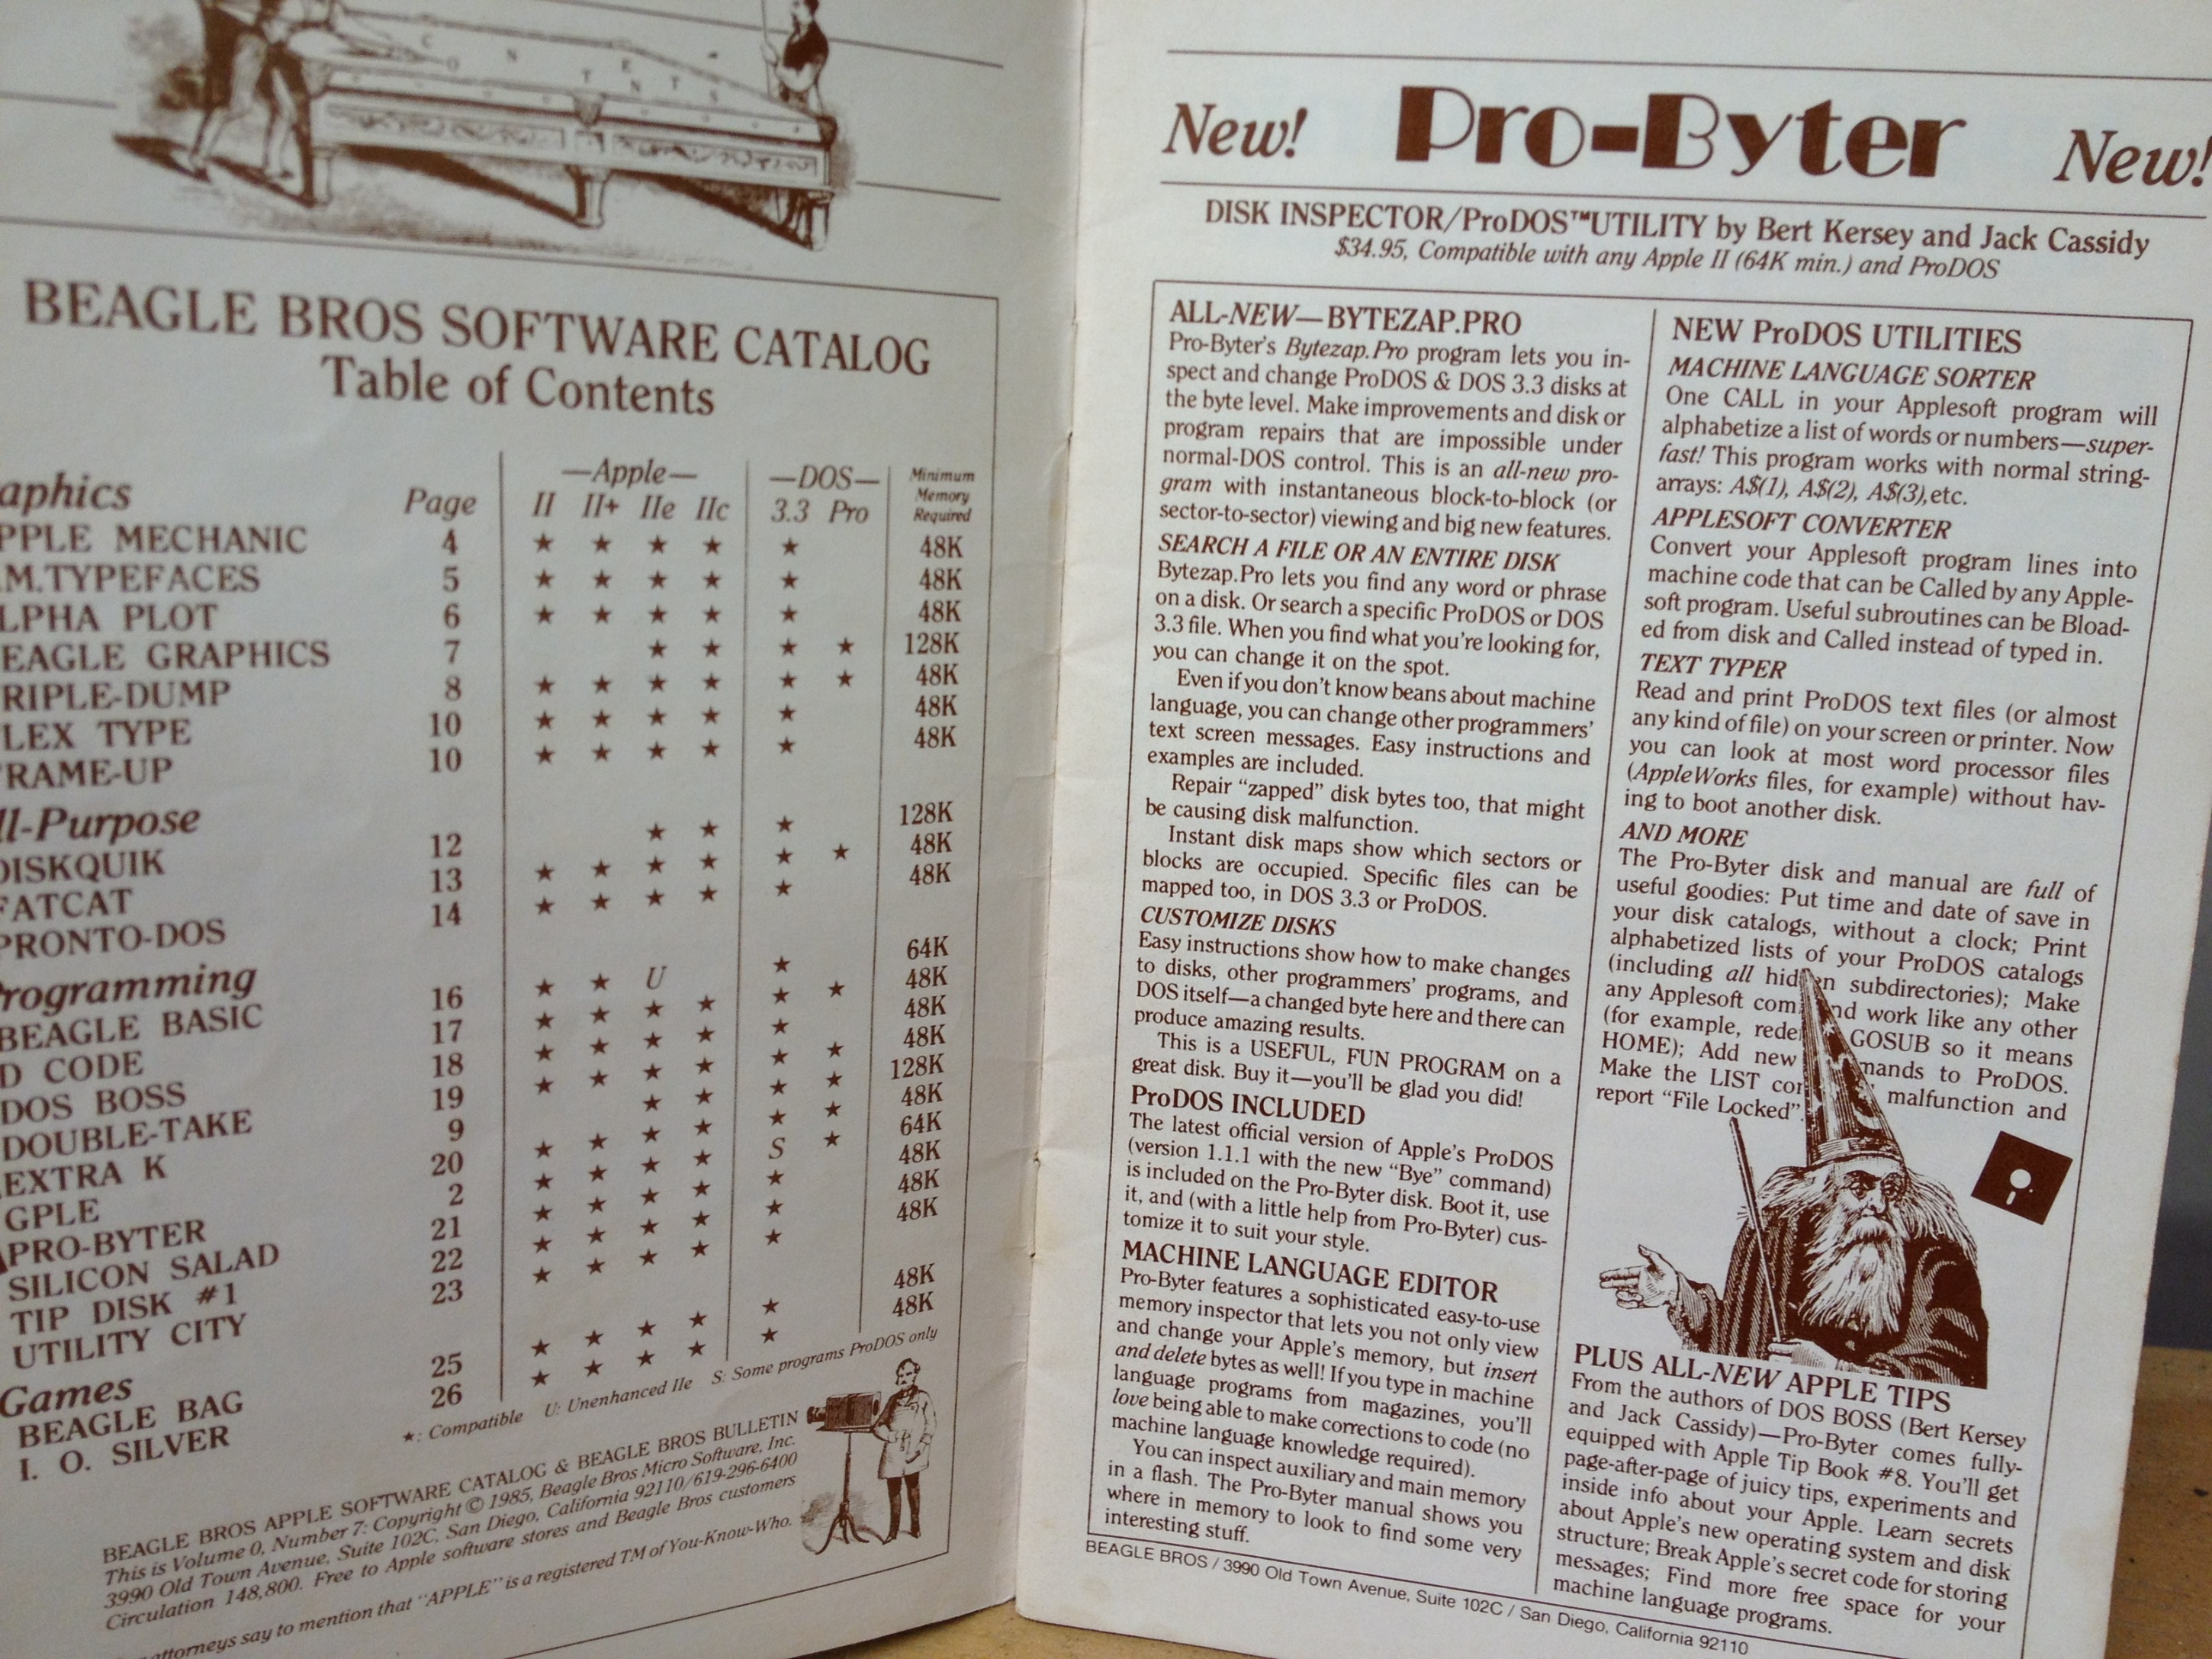 C O N T E N T S
BEAGLE BROS SOFTWARE CATALOG
Table of Contents
—Apple— —DOS— Minimum
Memory
Required
aphics Page II II+ IIe IIc 3.3 Pro
PPLE MECHANIC 4 ★ ★ ★ ★ ★ 48K
.M.TYPEFACES 5 ★ ★ ★ ★ ★ 48K
LPHA PLOT 6 ★ ★ ★ ★ ★ 48K
EAGLE GRAPHICS 7 ★ ★ ★ ★ 128K
RIPLE-DUMP 8 ★ ★ ★ ★ ★ ★ 48K
LEX TYPE 10 ★ ★ ★ ★ ★ 48K
RAME-UP 10 ★ ★ ★ ★ ★ 48K
ll-Purpose
DISKQUIK 12 ★ ★ ★ 128K
FATCAT 13 ★ ★ ★ ★ ★ ★ 48K
PRONTO-DOS 14 ★ ★ ★ ★ ★ 48K
rogramming
BEAGLE BASIC 16 ★ ★ U ★ 64K
D CODE 17 ★ ★ ★ ★ ★ ★ 48K
DOS BOSS 18 ★ ★ ★ ★ ★ 48K
DOUBLE-TAKE 19 ★ ★ ★ ★ ★ ★ 48K
EXTRA K 9 ★ ★ ★ ★ 128K
GPLE 20 ★ ★ ★ ★ ★ ★ 48K
PRO-BYTER 2 ★ ★ ★ ★ S ★ 64K
SILICON SALAD 21 ★ ★ ★ ★ ★ 48K
TIP DISK #1 22 ★ ★ ★ ★ ★ 48K
UTILITY CITY 23 ★ ★ ★ ★ ★ 48K
Games
BEAGLE BAG 25 ★ ★ ★ ★ ★ 48K
I. O. SILVER 26 ★ ★ ★ ★ ★ 48K
★: Compatible U: Unenhanced IIe S: Some programs ProDOS only
BEAGLE BROS APPLE SOFTWARE CATALOG & BEAGLE BROS BULLETIN
This is Volume 0, Number 7: Copyright © 1985, Beagle Bros Micro Software, Inc.
3990 Old Town Avenue, Suite 102C, San Diego, California 92110/619-296-6400
Circulation 148,800. Free to Apple software stores and Beagle Bros customers
attorneys say to mention that "APPLE" is a registered TM of You-Know-Who.
New! Pro-Byter New!
DISK INSPECTOR/ProDOS™UTILITY by Bert Kersey and Jack Cassidy
$34.95, Compatible with any Apple II (64K min.) and ProDOS
ALL-NEW—BYTEZAP.PRO
Pro-Byter's Bytezap.Pro program lets you in-
spect and change ProDOS & DOS 3.3 disks at
the byte level. Make improvements and disk or
program repairs that are impossible under
normal-DOS control. This is an all-new pro-
gram with instantaneous block-to-block (or
sector-to-sector) viewing and big new features.
SEARCH A FILE OR AN ENTIRE DISK
Bytezap.Pro lets you find any word or phrase
on a disk. Or search a specific ProDOS or DOS
3.3 file. When you find what you're looking for,
you can change it on the spot.
Even if you don't know beans about machine
language, you can change other programmers'
text screen messages. Easy instructions and
examples are included.
Repair "zapped" disk bytes too, that might
be causing disk malfunction.
Instant disk maps show which sectors or
blocks are occupied. Specific files can be
mapped too, in DOS 3.3 or ProDOS.
CUSTOMIZE DISKS
Easy instructions show how to make changes
to disks, other programmers' programs, and
DOS itself—a changed byte here and there can
produce amazing results.
This is a USEFUL, FUN PROGRAM on a
great disk. Buy it—you'll be glad you did!
ProDOS INCLUDED
The latest official version of Apple's ProDOS
(version 1.1.1 with the new "Bye" command)
is included on the Pro-Byter disk. Boot it, use
it, and (with a little help from Pro-Byter) cus-
tomize it to suit your style.
MACHINE LANGUAGE EDITOR
Pro-Byter features a sophisticated easy-to-use
memory inspector that lets you not only view
and change your Apple's memory, but insert
and delete bytes as well! If you type in machine
language programs from magazines, you'll
love being able to make corrections to code (no
machine language knowledge required).
You can inspect auxiliary and main memory
in a flash. The Pro-Byter manual shows you
where in memory to look to find some very
interesting stuff.
NEW ProDOS UTILITIES
MACHINE LANGUAGE SORTER
One CALL in your Applesoft program will
alphabetize a list of words or numbers—super-
fast! This program works with normal string-
arrays: A$(1), A$(2), A$(3),etc.
APPLESOFT CONVERTER
Convert your Applesoft program lines into
machine code that can be Called by any Apple-
soft program. Useful subroutines can be Bload-
ed from disk and Called instead of typed in.
TEXT TYPER
Read and print ProDOS text files (or almost
any kind of file) on your screen or printer. Now
you can look at most word processor files
(AppleWorks files, for example) without hav-
ing to boot another disk.
AND MORE
The Pro-Byter disk and manual are full of
useful goodies: Put time and date of save in
your disk catalogs, without a clock; Print
alphabetized lists of your ProDOS catalogs
(including all hid en subdirectories); Make
any Applesoft com nd work like any other
(for example, rede GOSUB so it means
HOME); Add new mands to ProDOS.
Make the LIST co malfunction and
report "File Locked".
PLUS ALL-NEW APPLE TIPS
From the authors of DOS BOSS (Bert Kersey
and Jack Cassidy)—Pro-Byter comes fully-
equipped with Apple Tip Book #8. You'll get
page-after-page of juicy tips, experiments and
inside info about your Apple. Learn secrets
about Apple's new operating system and disk
structure; Break Apple's secret code for storing
messages; Find more free space for your
machine language programs.
BEAGLE BROS / 3990 Old Town Avenue, Suite 102C / San Diego, California 92110